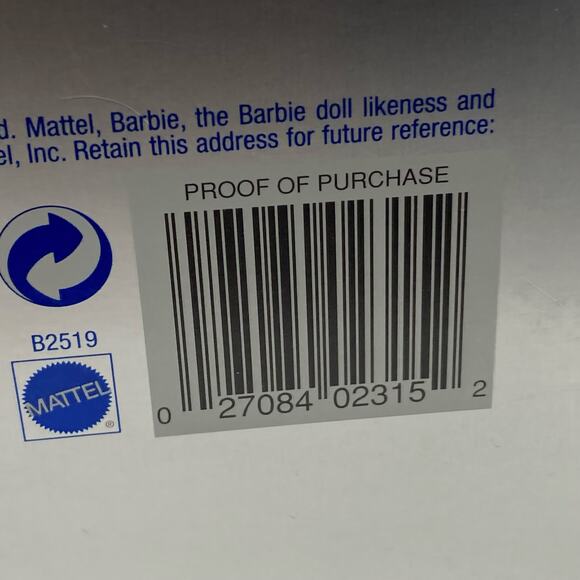 d. Mattel, Barbie, the Barbie doll likeness and
el, Inc. Retain this address for future reference:
PROOF OF PURCHASE
B2519
MATTEL
®
0 27084 02315 2